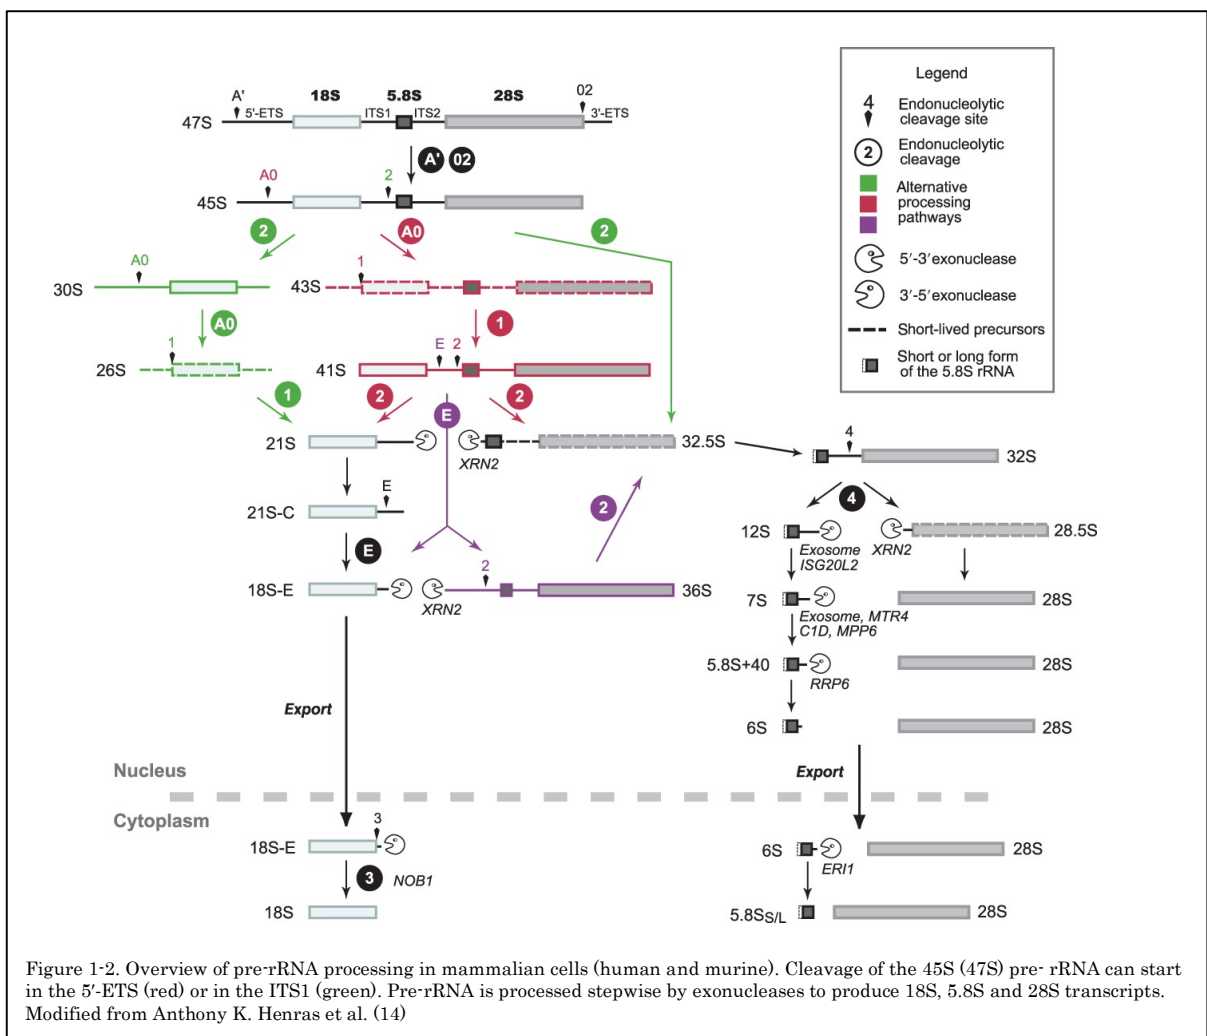 Legend
4 Endonucleolytic
cleavage site
2 Endonucleolytic
cleavage
Alternative
processing
pathways
5′-3′ exonuclease
3′-5′ exonuclease
Short-lived precursors
Short or long form
of the 5.8S rRNA
18S 5.8S 28S
A' 5′-ETS ITS1 ITS2 02 3′-ETS
47S
A' 02
A0 2
45S
2 A0 2
A0 1
30S 43S
A0 1
1 E 2
26S 41S
1 2 E 2
21S 32.5S
XRN2
4
32S
E
21S-C
2
4
12S 28.5S
Exosome
ISG20L2
XRN2
E
2
18S-E 36S
XRN2
7S 28S
Exosome, MTR4
C1D, MPP6
5.8S+40 28S
RRP6
Export
6S 28S
Nucleus
Export
Cytoplasm
3
18S-E 6S 28S
ERI1
3 NOB1
18S 5.8SS/L 28S
Figure 1-2. Overview of pre-rRNA processing in mammalian cells (human and murine). Cleavage of the 45S (47S) pre- rRNA can start
in the 5′-ETS (red) or in the ITS1 (green). Pre-rRNA is processed stepwise by exonucleases to produce 18S, 5.8S and 28S transcripts.
Modified from Anthony K. Henras et al. (14)